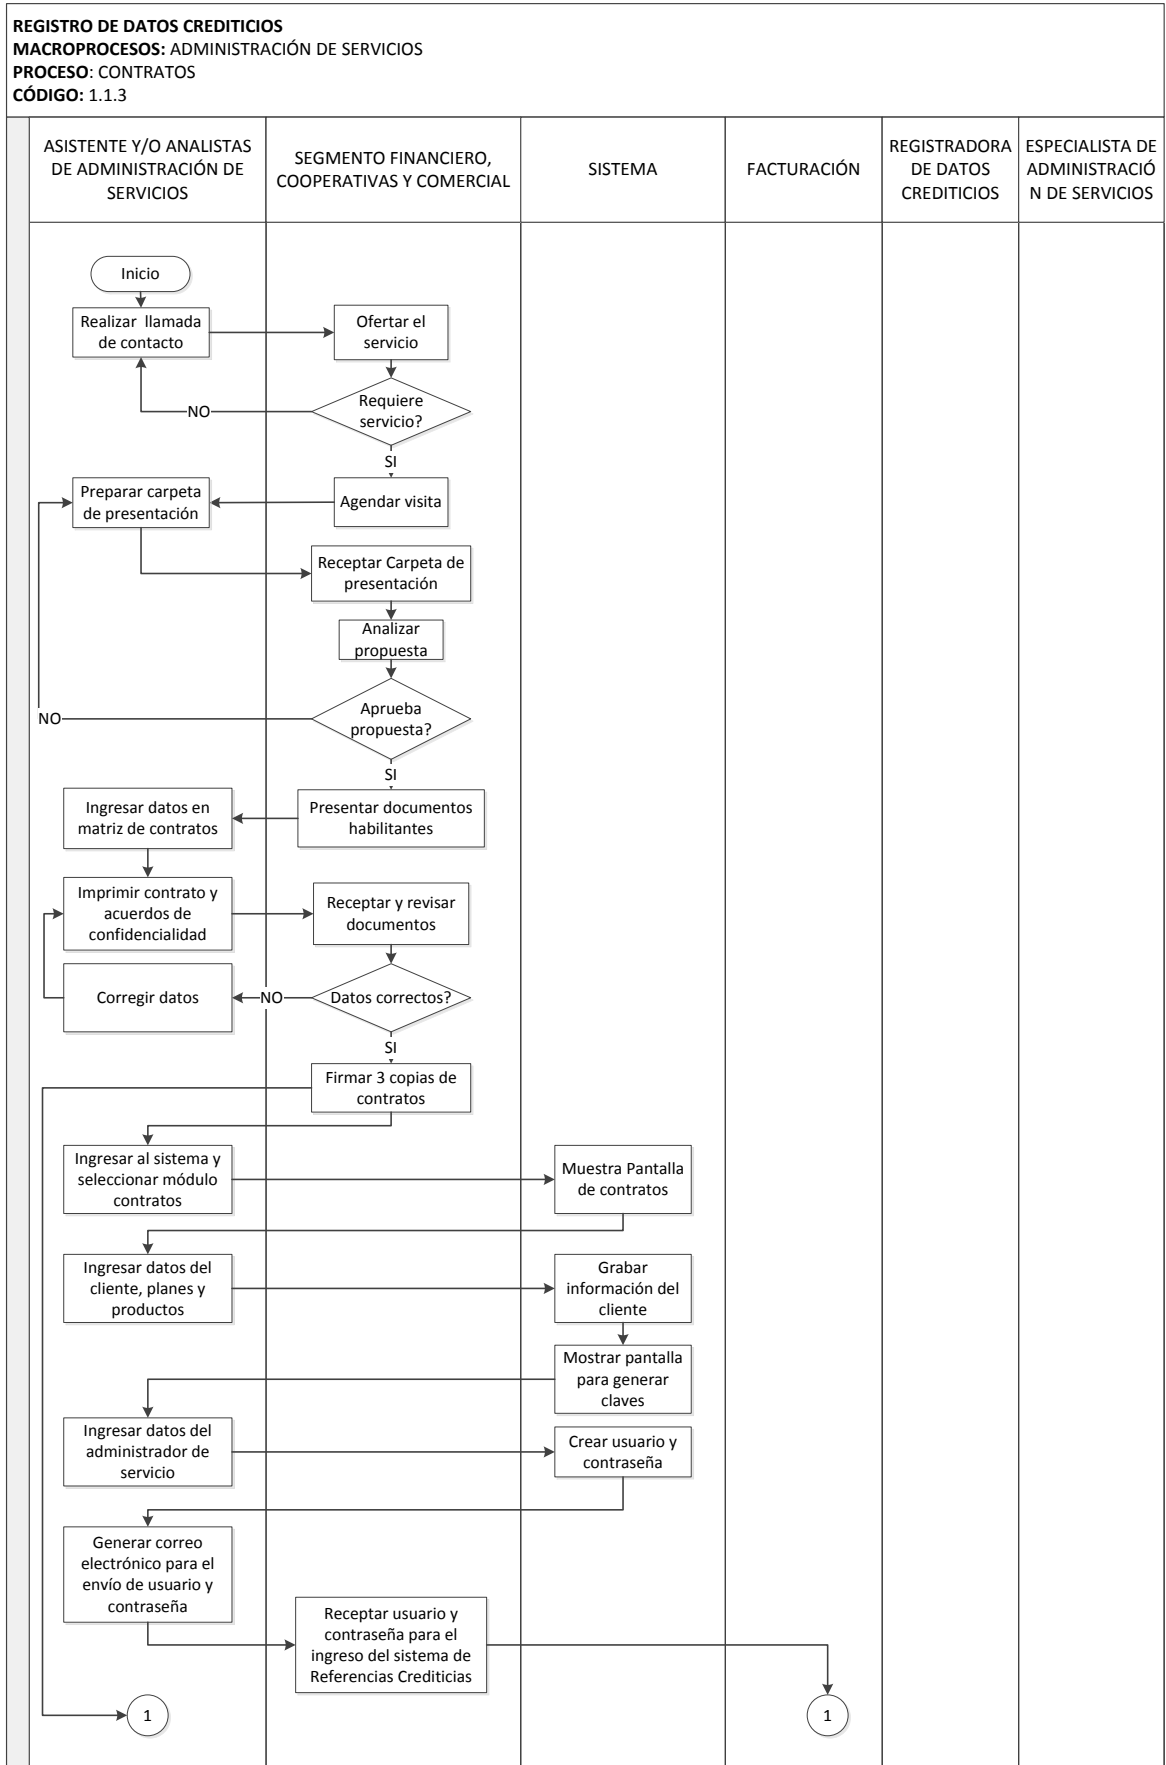 REGISTRO DE DATOS CREDITICIOS
MACROPROCESOS: ADMINISTRACIÓN DE SERVICIOS
PROCESO: CONTRATOS
CÓDIGO: 1.1.3
ASISTENTE Y/O ANALISTAS
DE ADMINISTRACIÓN DE
SERVICIOS
SEGMENTO FINANCIERO,
COOPERATIVAS Y COMERCIAL
SISTEMA
FACTURACIÓN
REGISTRADORA
DE DATOS
CREDITICIOS
ESPECIALISTA DE
ADMINISTRACIÓ
N DE SERVICIOS
Inicio
Realizar llamada
de contacto
Ofertar el
servicio
Requiere
servicio?
NO
SI
Preparar carpeta
de presentación
Agendar visita
Receptar Carpeta de
presentación
Analizar
propuesta
Aprueba
propuesta?
NO
SI
Ingresar datos en
matriz de contratos
Presentar documentos
habilitantes
Imprimir contrato y
acuerdos de
confidencialidad
Receptar y revisar
documentos
Corregir datos
NO
Datos correctos?
SI
Firmar 3 copias de
contratos
Ingresar al sistema y
seleccionar módulo
contratos
Muestra Pantalla
de contratos
Ingresar datos del
cliente, planes y
productos
Grabar
información del
cliente
Mostrar pantalla
para generar
claves
Ingresar datos del
administrador de
servicio
Crear usuario y
contraseña
Generar correo
electrónico para el
envío de usuario y
contraseña
Receptar usuario y
contraseña para el
ingreso del sistema de
Referencias Crediticias
1
1